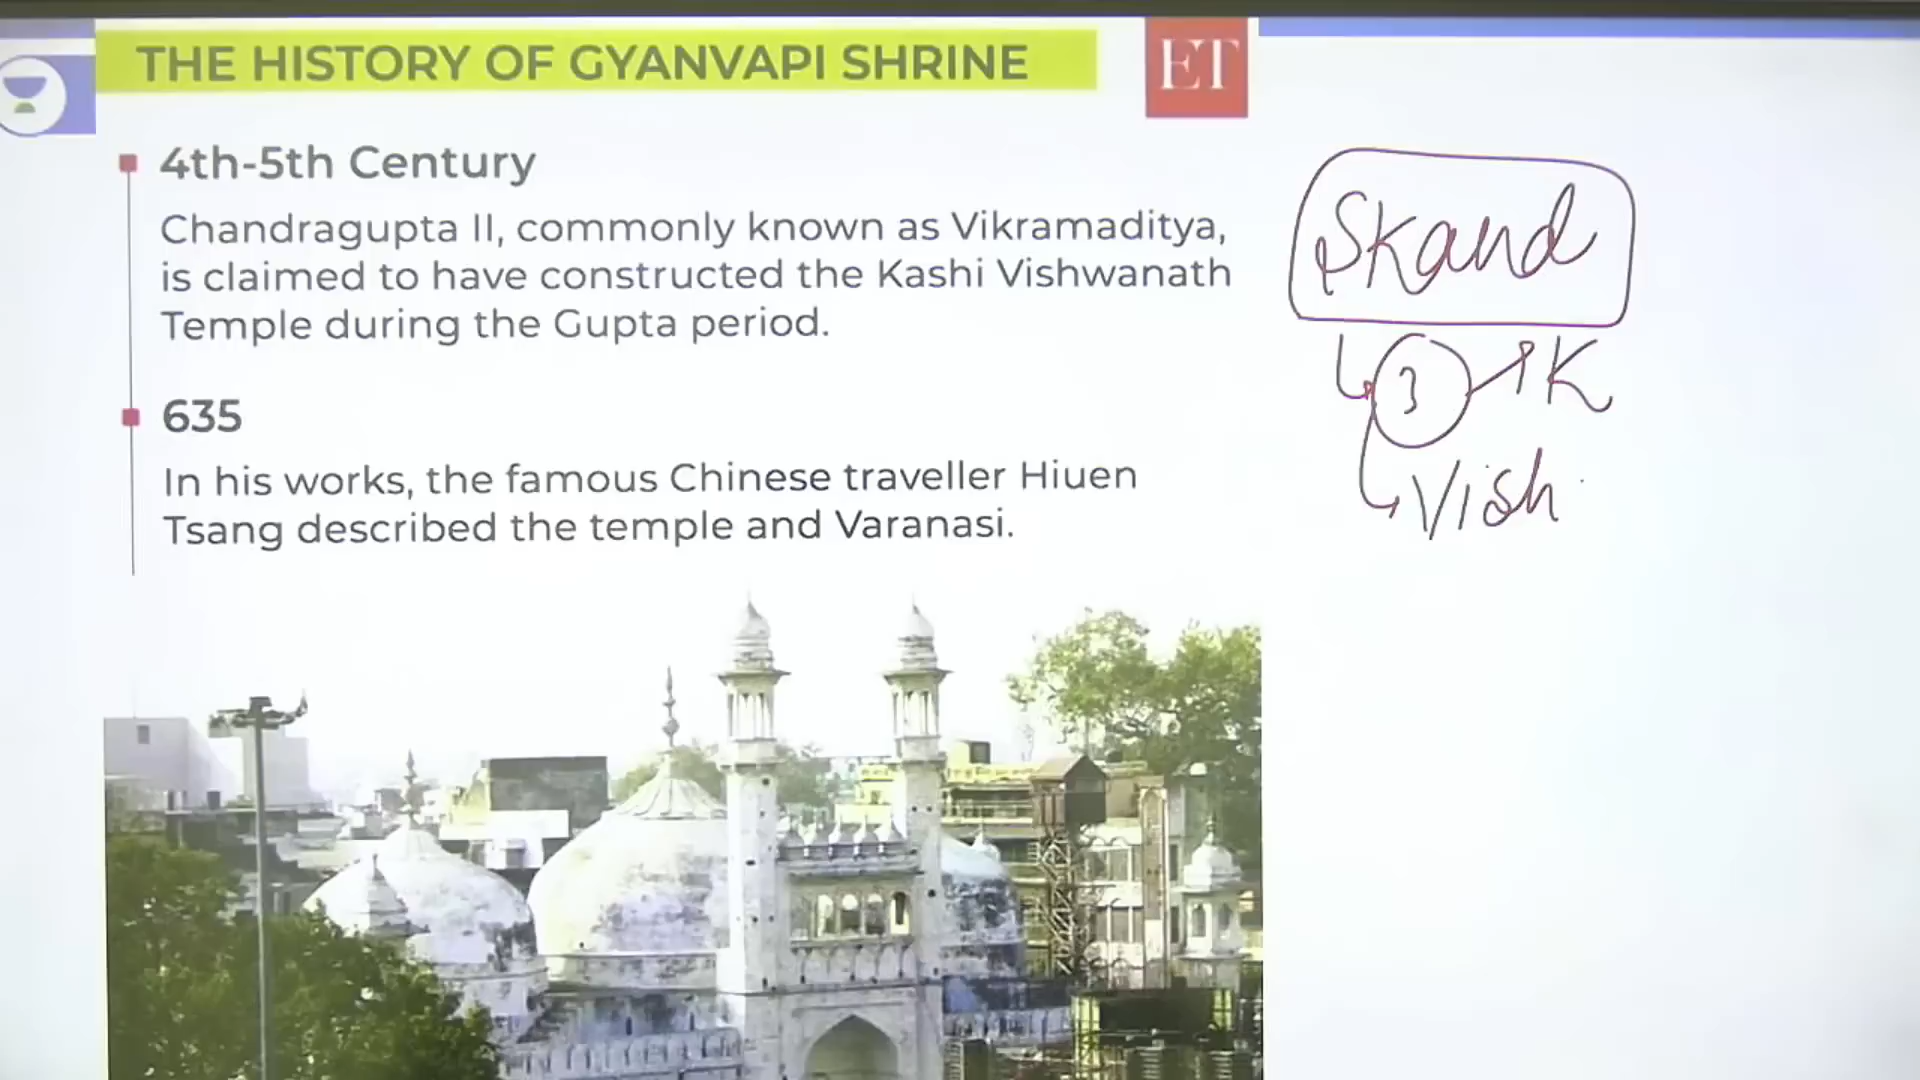 THE HISTORY OF GYANVAPI SHRINE
ET
4th-5th Century
Chandragupta II, commonly known as Vikramaditya,
is claimed to have constructed the Kashi Vishwanath
Temple during the Gupta period.
635
In his works, the famous Chinese traveller Hiuen
Tsang described the temple and Varanasi.
Skand
3
K
Vish